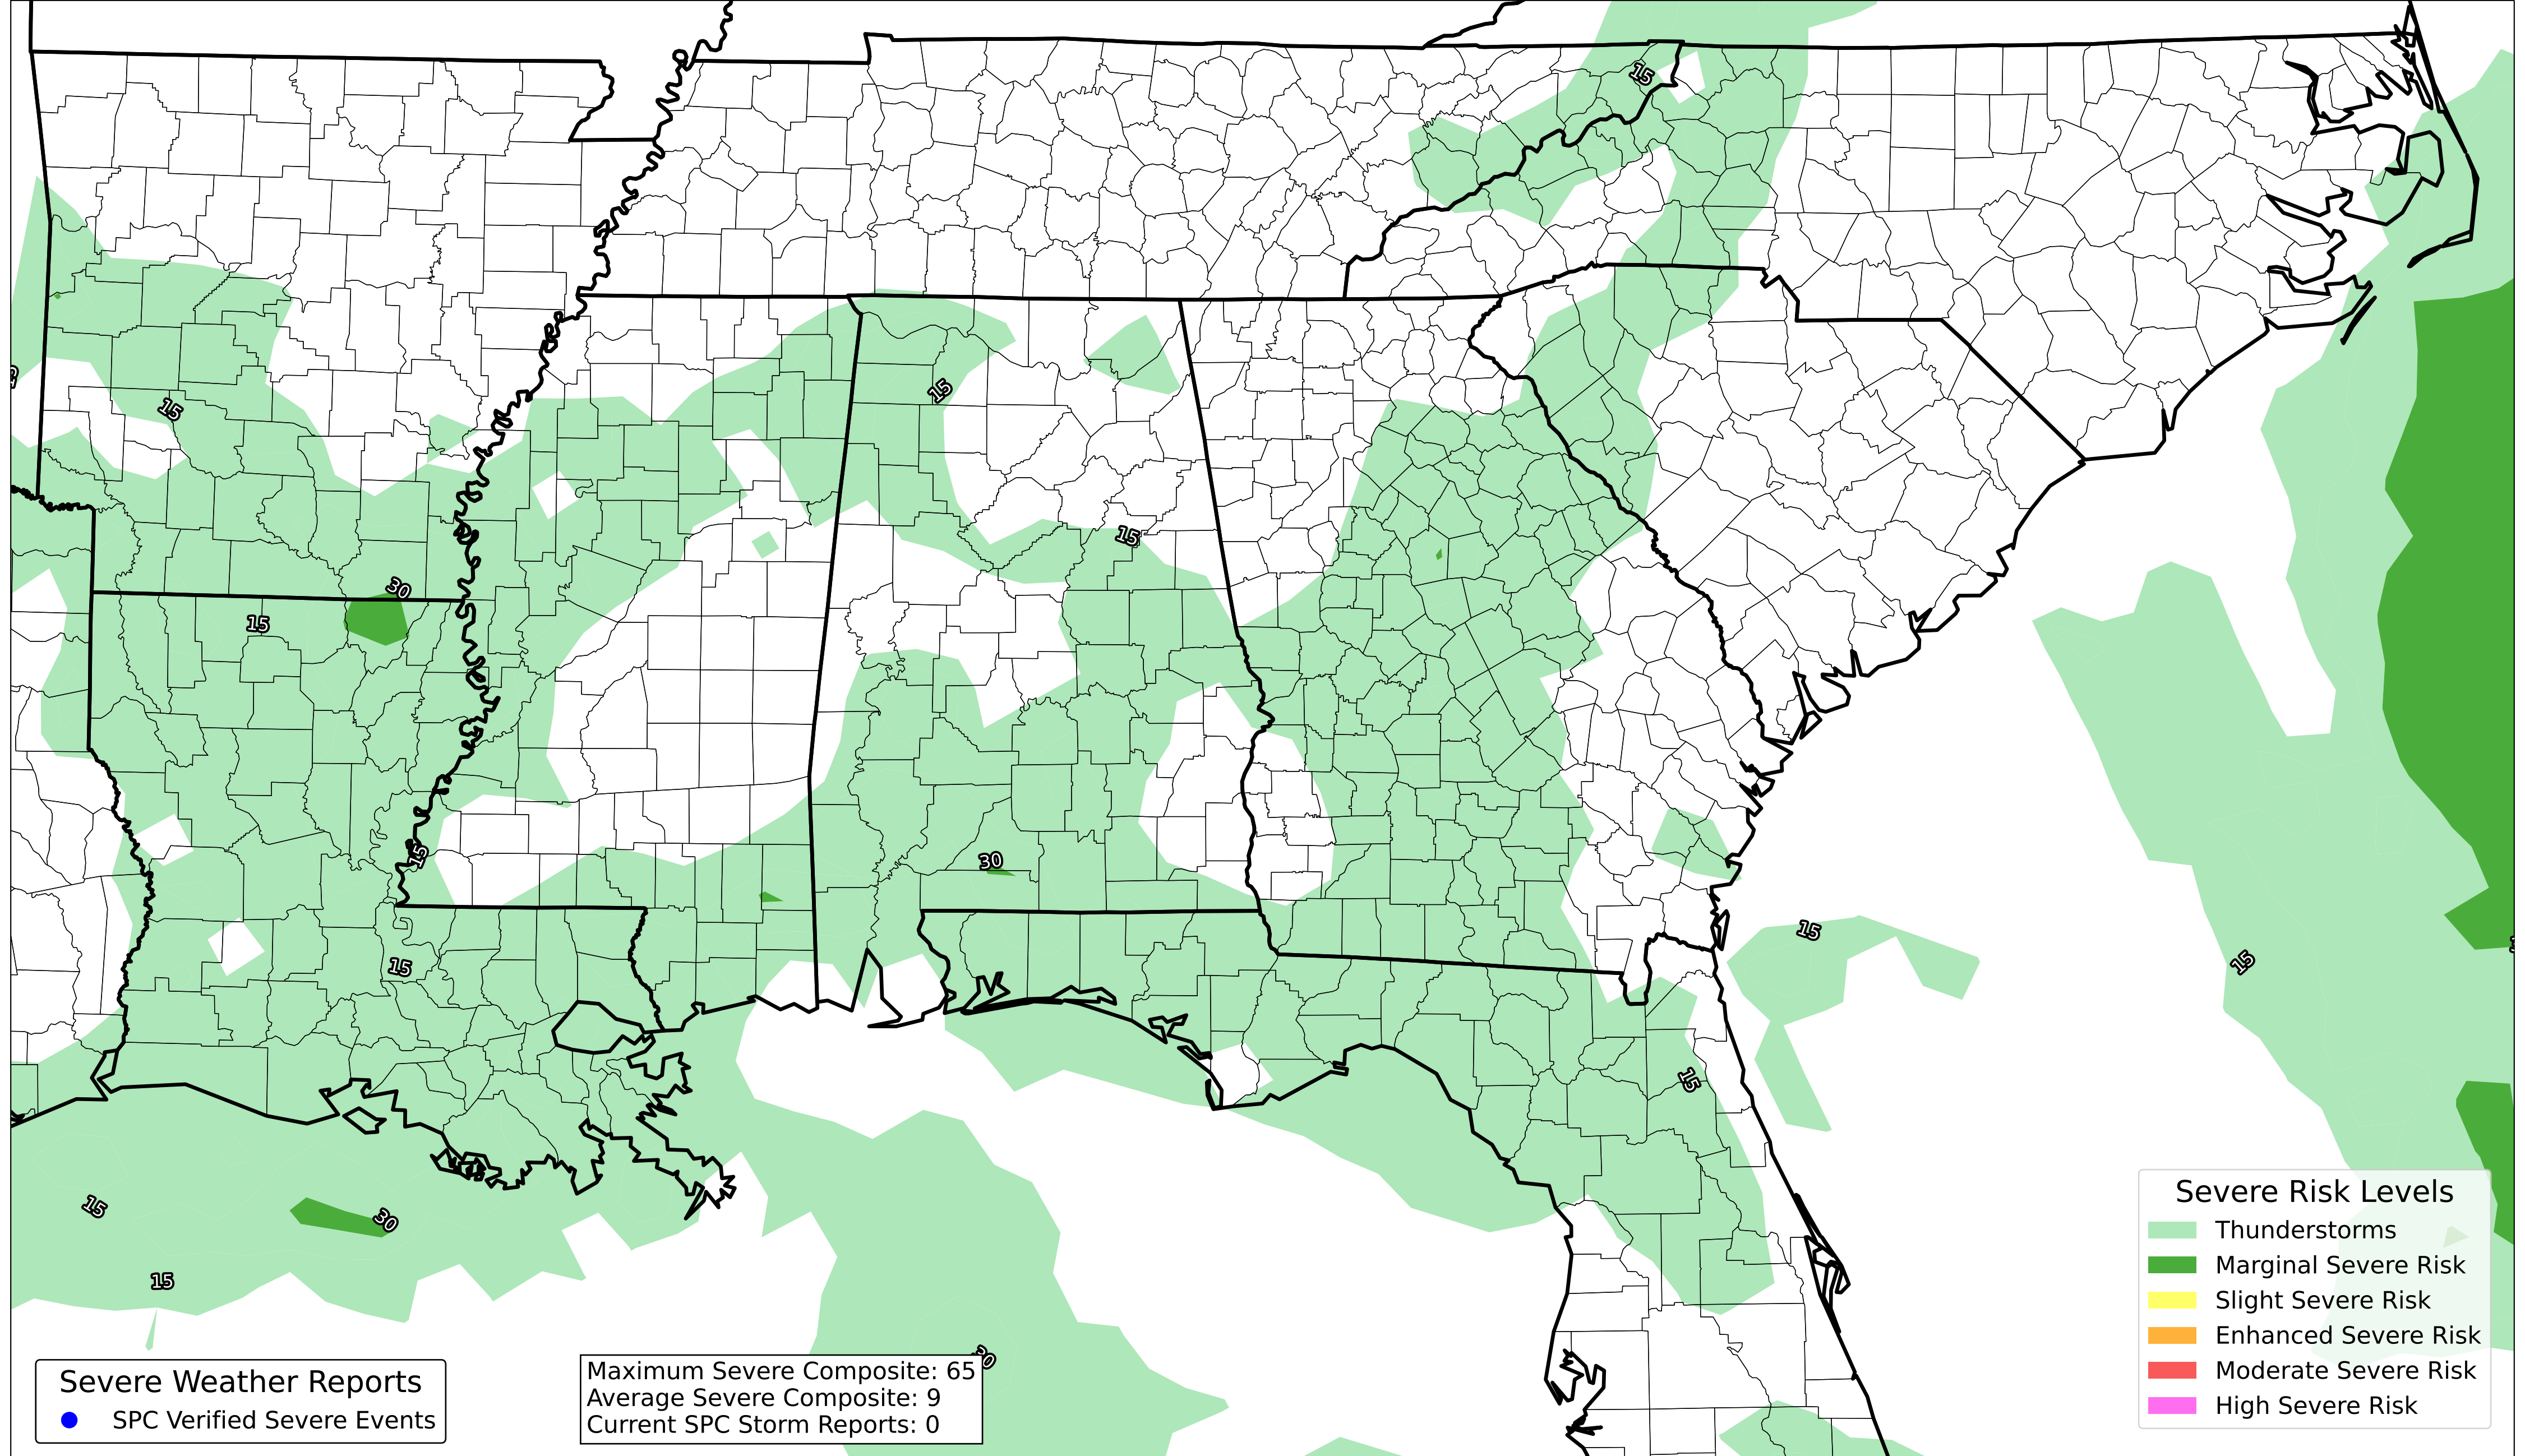 15
15
15
15
30
15
15
30
15
15
15
15
15
30
15
30
15
Severe Risk Levels
Thunderstorms
Marginal Severe Risk
Slight Severe Risk
Enhanced Severe Risk
Moderate Severe Risk
High Severe Risk
Severe Weather Reports
SPC Verified Severe Events
Maximum Severe Composite: 65
Average Severe Composite: 9
Current SPC Storm Reports: 0